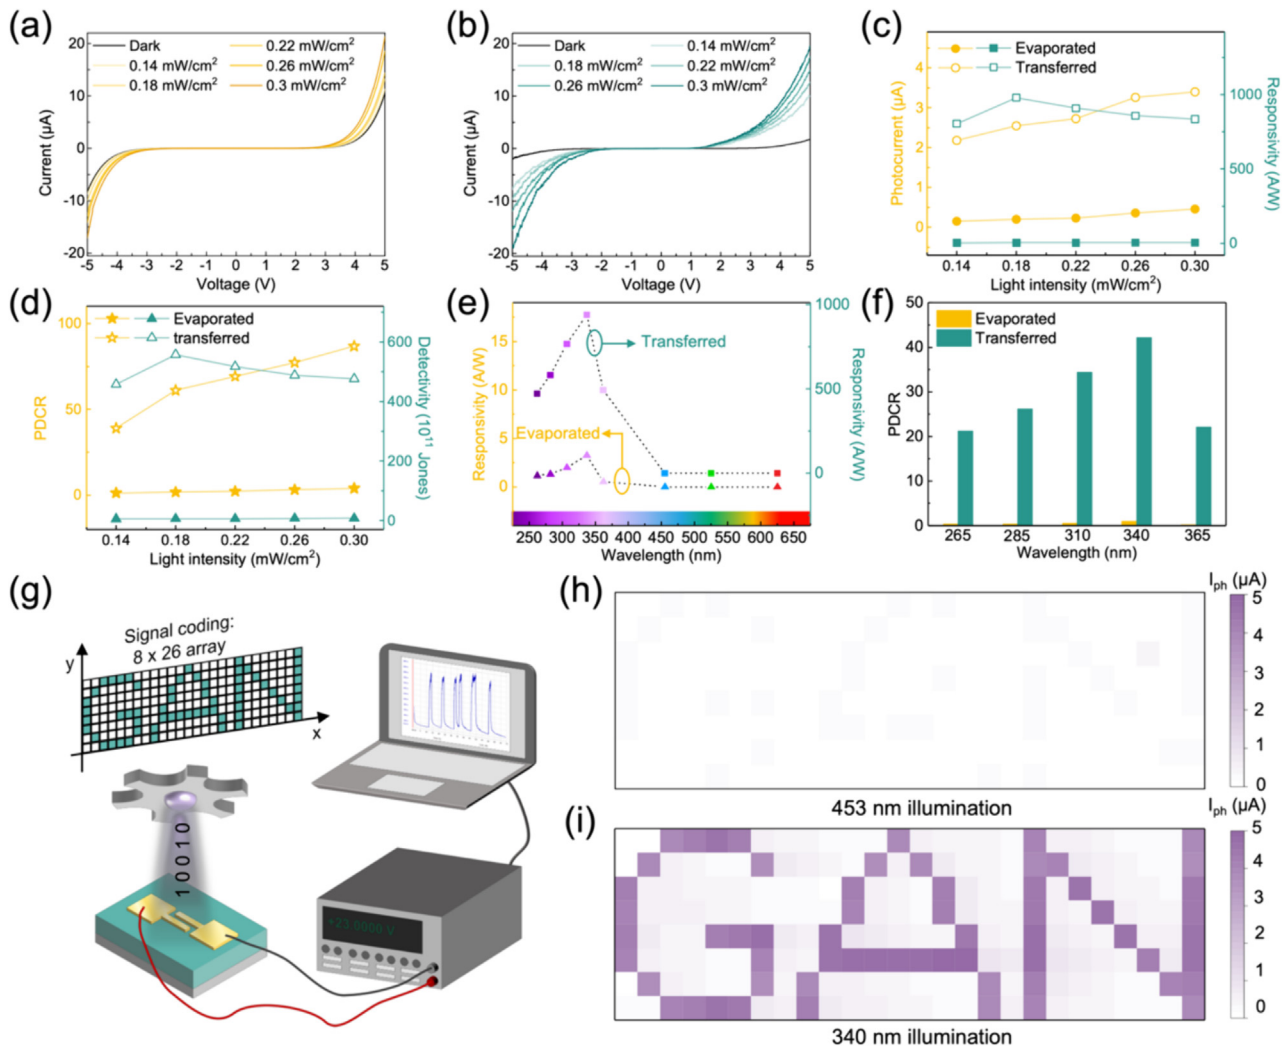 (a)
20
10
0
-10
-20
Current (µA)
Dark
0.14 mW/cm²
0.18 mW/cm²
0.22 mW/cm²
0.26 mW/cm²
0.3 mW/cm²
-5 -4 -3 -2 -1 0 1 2 3 4 5
Voltage (V)
(b)
20
10
0
-10
-20
Current (µA)
Dark
0.18 mW/cm²
0.26 mW/cm²
0.14 mW/cm²
0.22 mW/cm²
0.3 mW/cm²
-5 -4 -3 -2 -1 0 1 2 3 4 5
Voltage (V)
(c)
Evaporated
Transferred
4
3
2
1
0
Photocurrent (µA)
1000
500
0
Responsivity (A/W)
0.14 0.18 0.22 0.26 0.30
Light intensity (mW/cm²)
(d)
Evaporated
transferred
100
50
0
PDCR
600
400
200
0
Detectivity (10¹¹ Jones)
0.14 0.18 0.22 0.26 0.30
Light intensity (mW/cm²)
(e)
15
10
5
0
Responsivity (A/W)
Transferred
Evaporated
1000
500
0
Responsivity (A/W)
250 300 350 400 450 500 550 600 650
Wavelength (nm)
(f)
50
40
30
20
10
0
PDCR
Evaporated
Transferred
265 285 310 340 365
Wavelength (nm)
(g)
Signal coding:
8 x 26 array
y
x
1 0 0 1 0
+23.0000 V
(h)
Iph (µA)
5
4
3
2
1
0
453 nm illumination
(i)
Iph (µA)
5
4
3
2
1
0
GAN
340 nm illumination